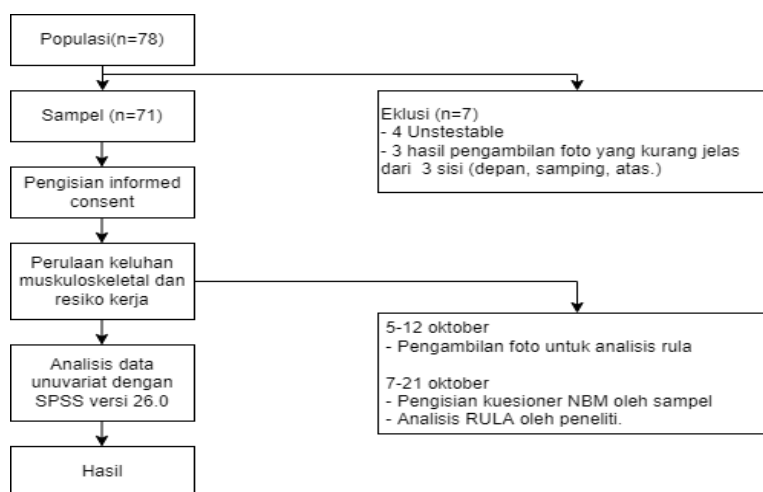 Populasi(n=78)
Sampel (n=71)
Eklusi (n=7)
- 4 Unstestable
- 3 hasil pengambilan foto yang kurang jelas
dari 3 sisi (depan, samping, atas.)
Pengisian informed
consent
Perulaan keluhan
muskuloskeletal dan
resiko kerja
5-12 oktober
- Pengambilan foto untuk analisis rula
7-21 oktober
- Pengisian kuesioner NBM oleh sampel
- Analisis RULA oleh peneliti.
Analisis data
unuvariat dengan
SPSS versi 26.0
Hasil